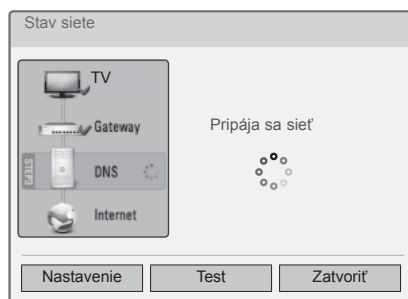 Stav siete
TV
Gateway
STEP3
DNS
Internet
Pripája sa sieť
Nastavenie
Test
Zatvoriť